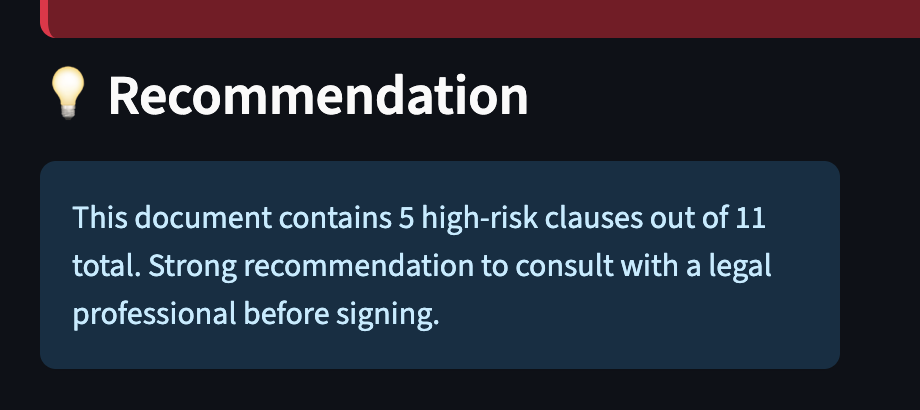 Recommendation
This document contains 5 high-risk clauses out of 11
total. Strong recommendation to consult with a legal
professional before signing.